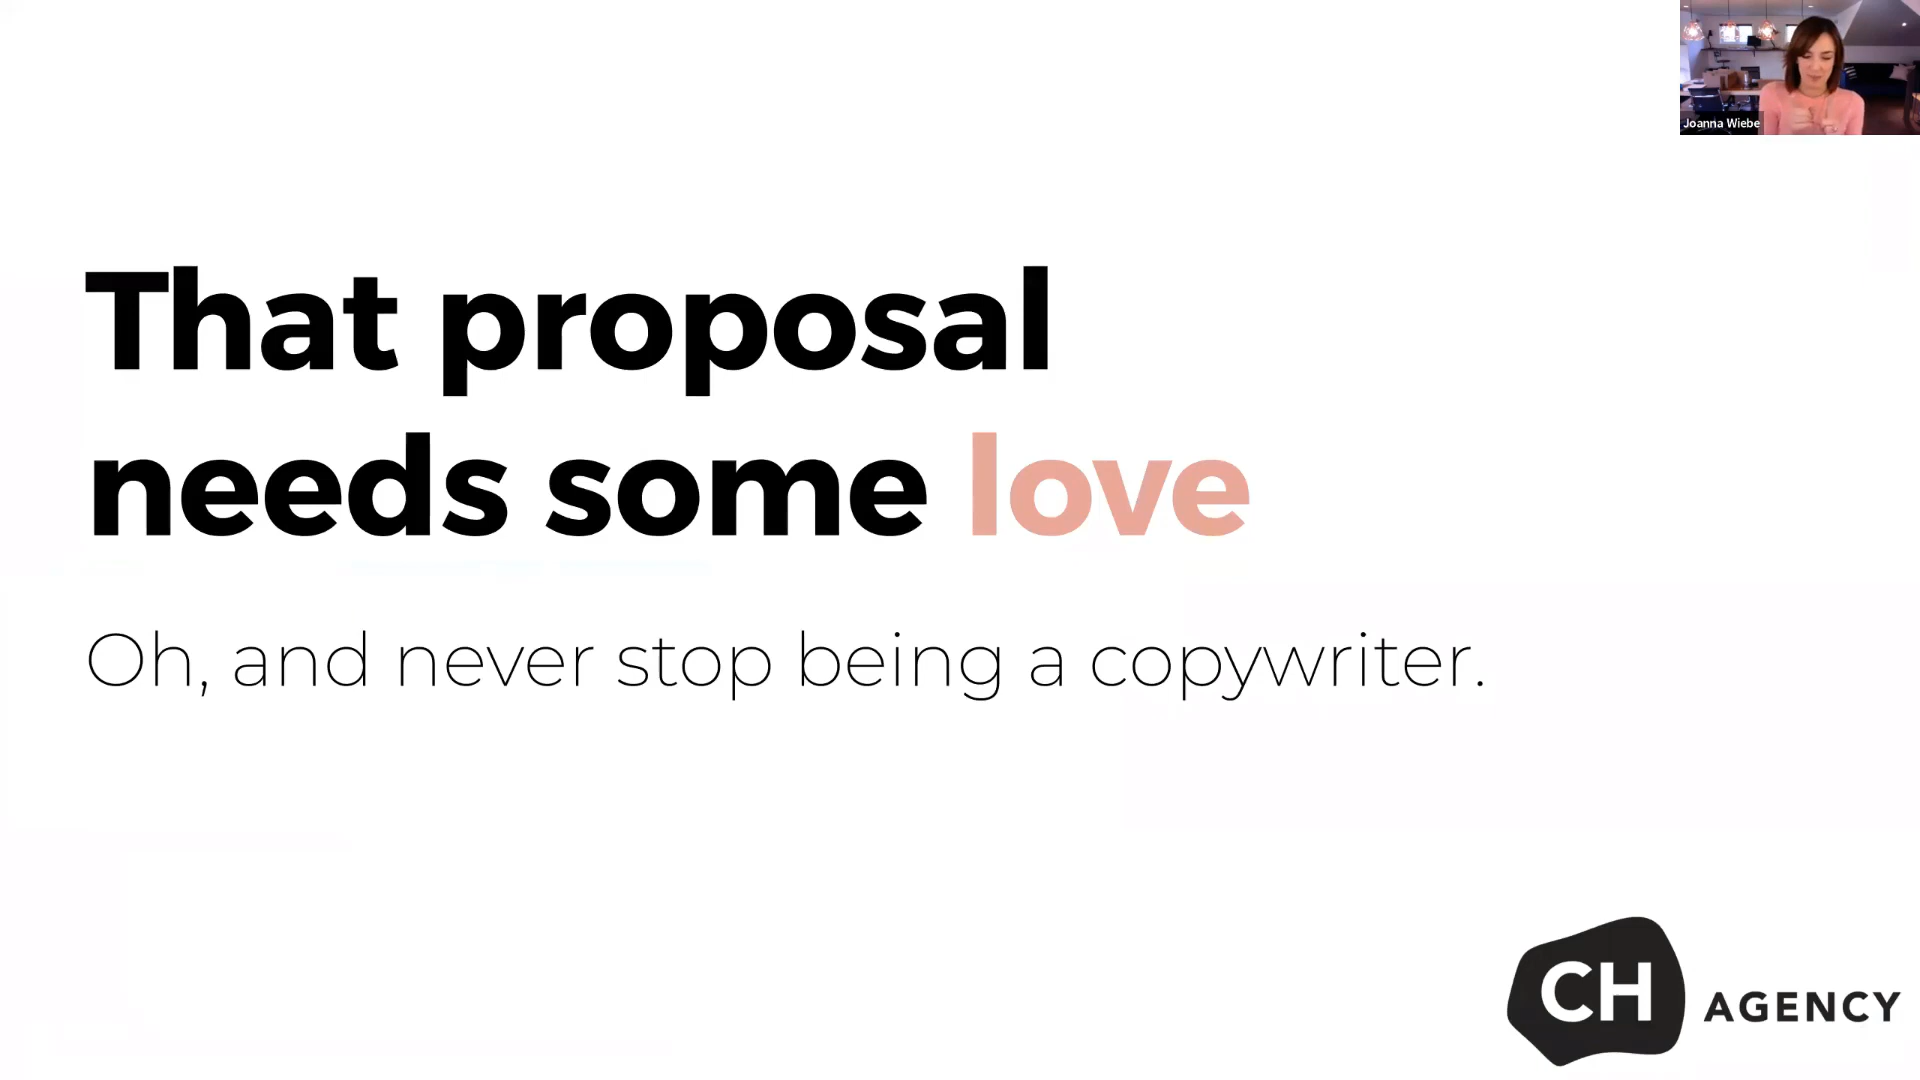 Joanna Wiebe
That proposal
needs some love
Oh, and never stop being a copywriter.
CH AGENCY